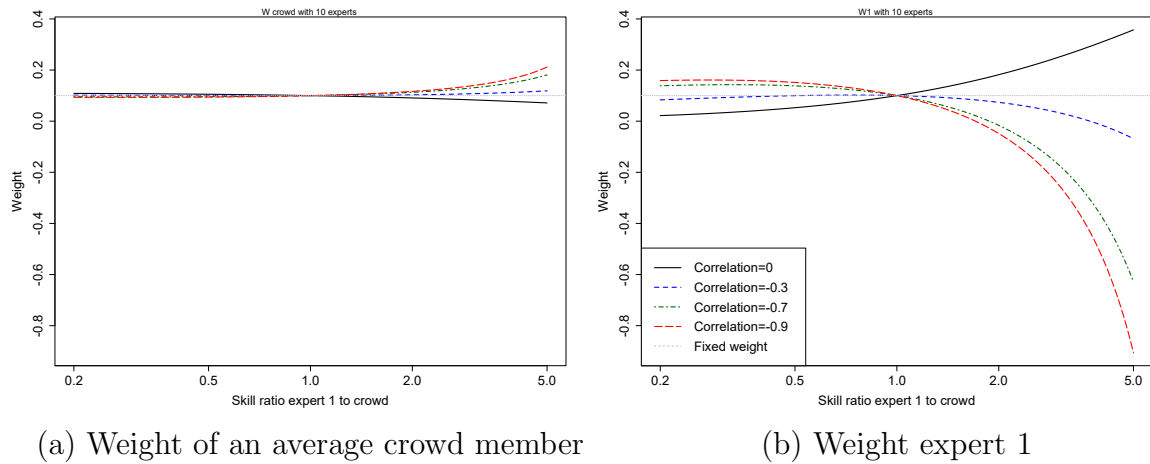 W crowd with 10 experts
0.4
0.2
0.0
-0.2
-0.4
-0.6
-0.8
Weight
0.2
0.5
1.0
2.0
5.0
Skill ratio expert 1 to crowd
(a) Weight of an average crowd member
W1 with 10 experts
0.4
0.2
0.0
-0.2
-0.4
-0.6
-0.8
Weight
Correlation=0
Correlation=-0.3
Correlation=-0.7
Correlation=-0.9
Fixed weight
0.2
0.5
1.0
2.0
5.0
Skill ratio expert 1 to crowd
(b) Weight expert 1